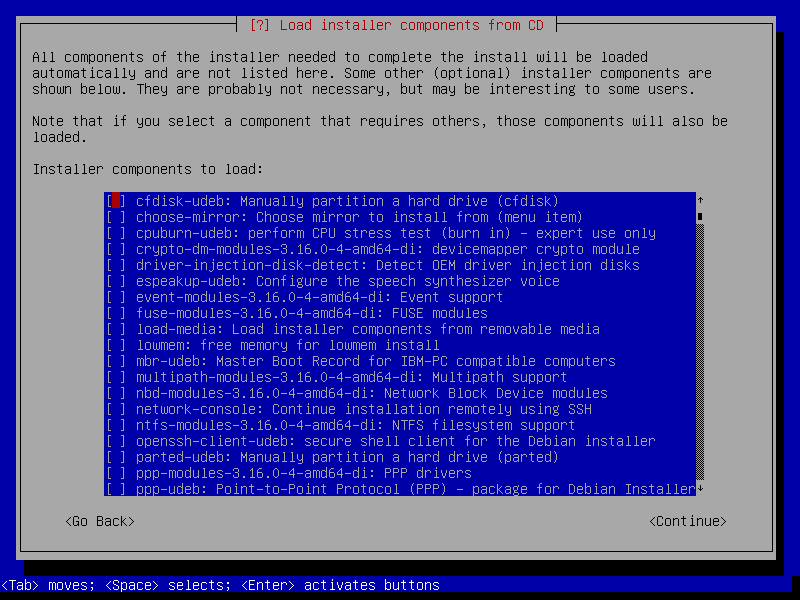 [?] Load installer components from CD
All components of the installer needed to complete the install will be loaded
automatically and are not listed here. Some other (optional) installer components are
shown below. They are probably not necessary, but may be interesting to some users.
Note that if you select a component that requires others, those components will also be
loaded.
Installer components to load:
[ ] cfdisk-udeb: Manually partition a hard drive (cfdisk)
[ ] choose-mirror: Choose mirror to install from (menu item)
[ ] cpuburn-udeb: perform CPU stress test (burn in) - expert use only
[ ] crypto-dm-modules-3.16.0-4-amd64-di: devicemapper crypto module
[ ] driver-injection-disk-detect: Detect OEM driver injection disks
[ ] espeakup-udeb: Configure the speech synthesizer voice
[ ] event-modules-3.16.0-4-amd64-di: Event support
[ ] fuse-modules-3.16.0-4-amd64-di: FUSE modules
[ ] load-media: Load installer components from removable media
[ ] lowmem: free memory for lowmem install
[ ] mbr-udeb: Master Boot Record for IBM-PC compatible computers
[ ] multipath-modules-3.16.0-4-amd64-di: Multipath support
[ ] nbd-modules-3.16.0-4-amd64-di: Network Block Device modules
[ ] network-console: Continue installation remotely using SSH
[ ] ntfs-modules-3.16.0-4-amd64-di: NTFS filesystem support
[ ] openssh-client-udeb: secure shell client for the Debian installer
[ ] parted-udeb: Manually partition a hard drive (parted)
[ ] ppp-modules-3.16.0-4-amd64-di: PPP drivers
[ ] ppp-udeb: Point-to-Point Protocol (PPP) - package for Debian Installer
<Go Back> <Continue>
<Tab> moves; <Space> selects; <Enter> activates buttons